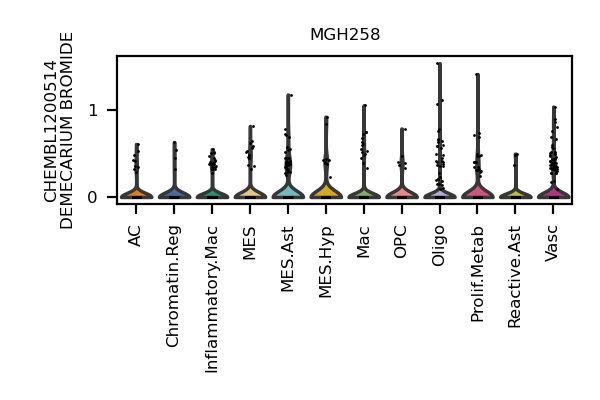 MGH258
CHEMBL1200514
DEMECARIUM BROMIDE
1
0
AC
Chromatin.Reg
Inflammatory.Mac
MES
MES.Ast
MES.Hyp
Mac
OPC
Oligo
Prolif.Metab
Reactive.Ast
Vasc